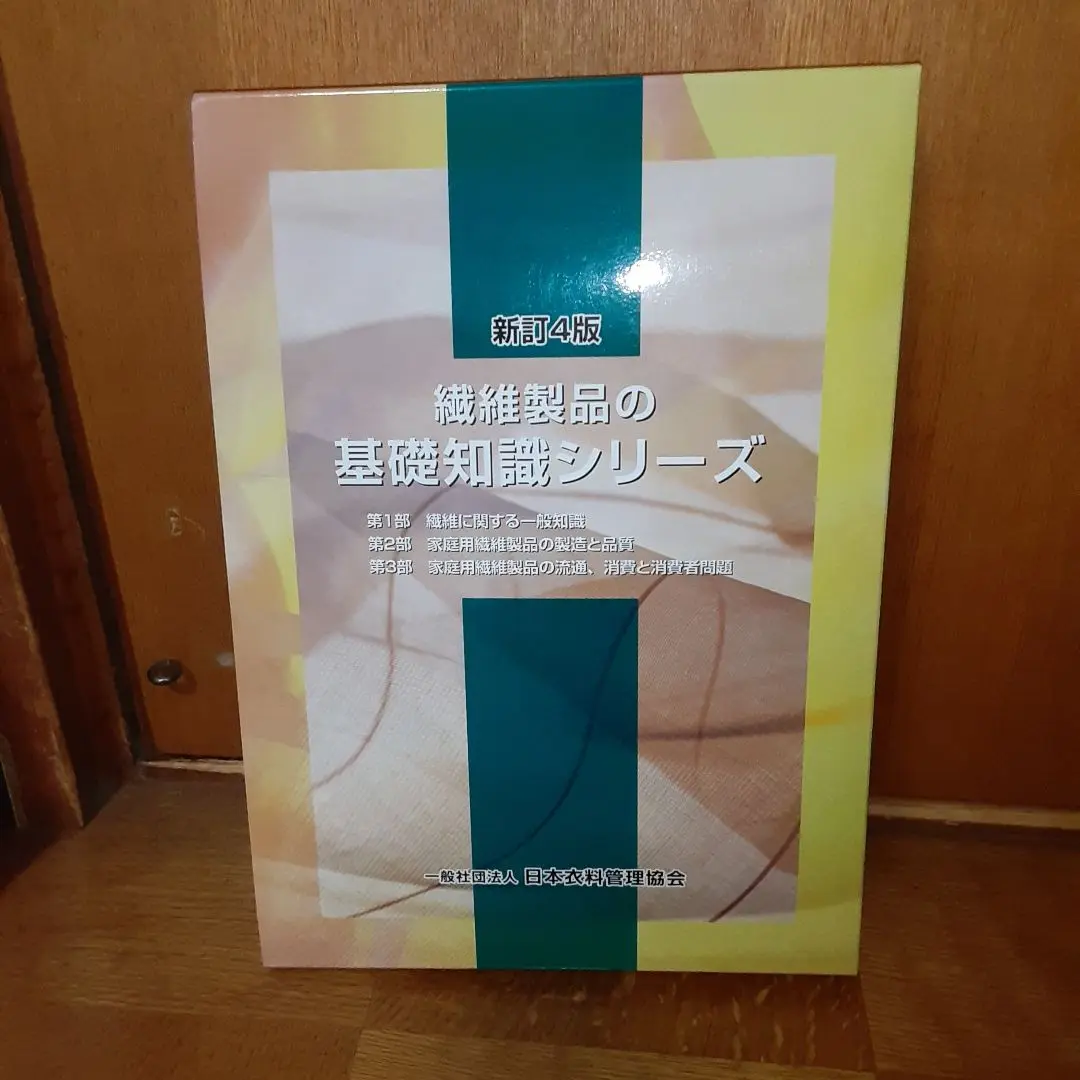 新訂4版
繊維製品の
基礎知識シリーズ
第1部 繊維に関する一般知識
第2部 家庭用繊維製品の製造と品質
第3部 家庭用繊維製品の流通、消費と消費者問題
一般社団法人 日本衣料管理協会